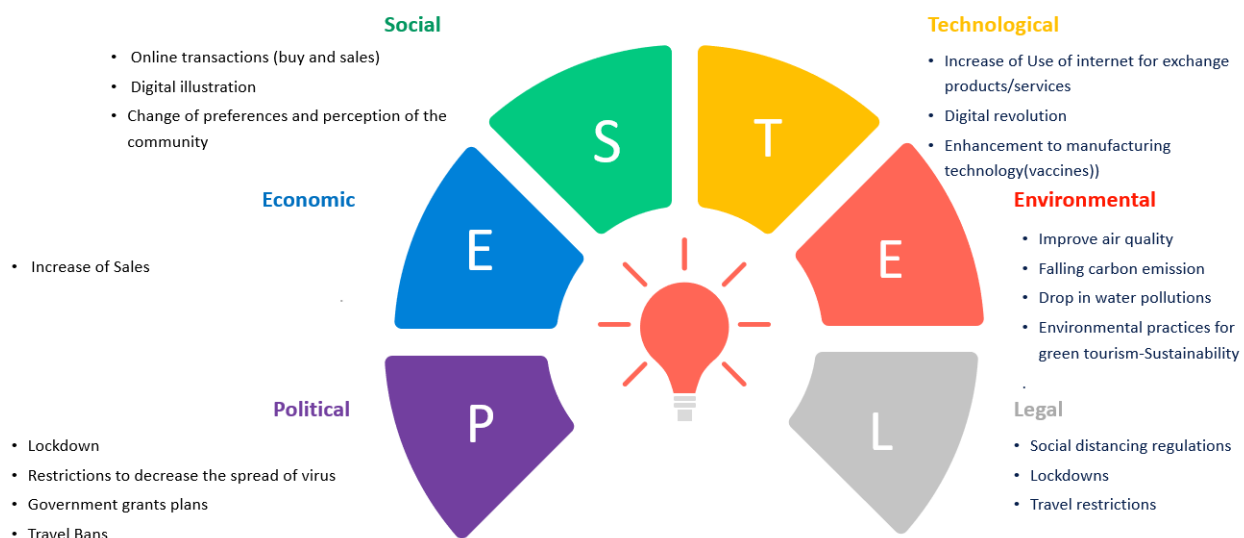 Social
• Online transactions (buy and sales)
• Digital illustration
• Change of preferences and perception of the
community
Technological
• Increase of Use of internet for exchange
products/services
• Digital revolution
• Enhancement to manufacturing
technology(vaccines))
Economic
• Increase of Sales
Environmental
• Improve air quality
• Falling carbon emission
• Drop in water pollutions
• Environmental practices for
green tourism-Sustainability
Political
• Lockdown
• Restrictions to decrease the spread of virus
• Government grants plans
• Travel Bans
Legal
• Social distancing regulations
• Lockdowns
• Travel restrictions
P
E
S
T
E
L